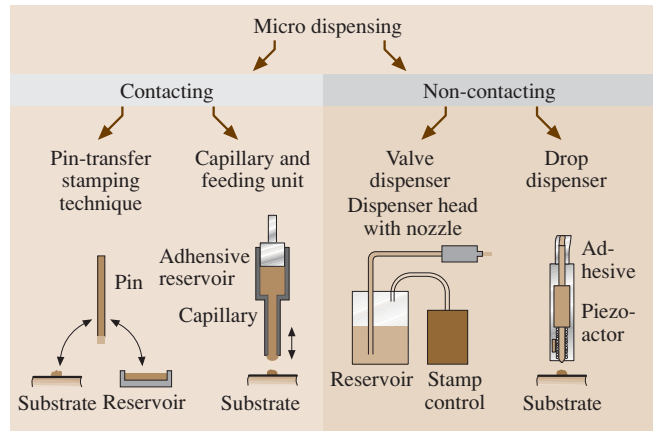 Micro dispensing
Contacting
Non-contacting
Pin-transfer
stamping
technique
Capillary and
feeding unit
Valve
dispenser
Drop
dispenser
Dispenser head
with nozzle
Pin
Adhensive
reservoir
Capillary
Ad-
hesive
Piezo-
actor
Substrate
Reservoir
Substrate
Reservoir
Stamp
control
Substrate